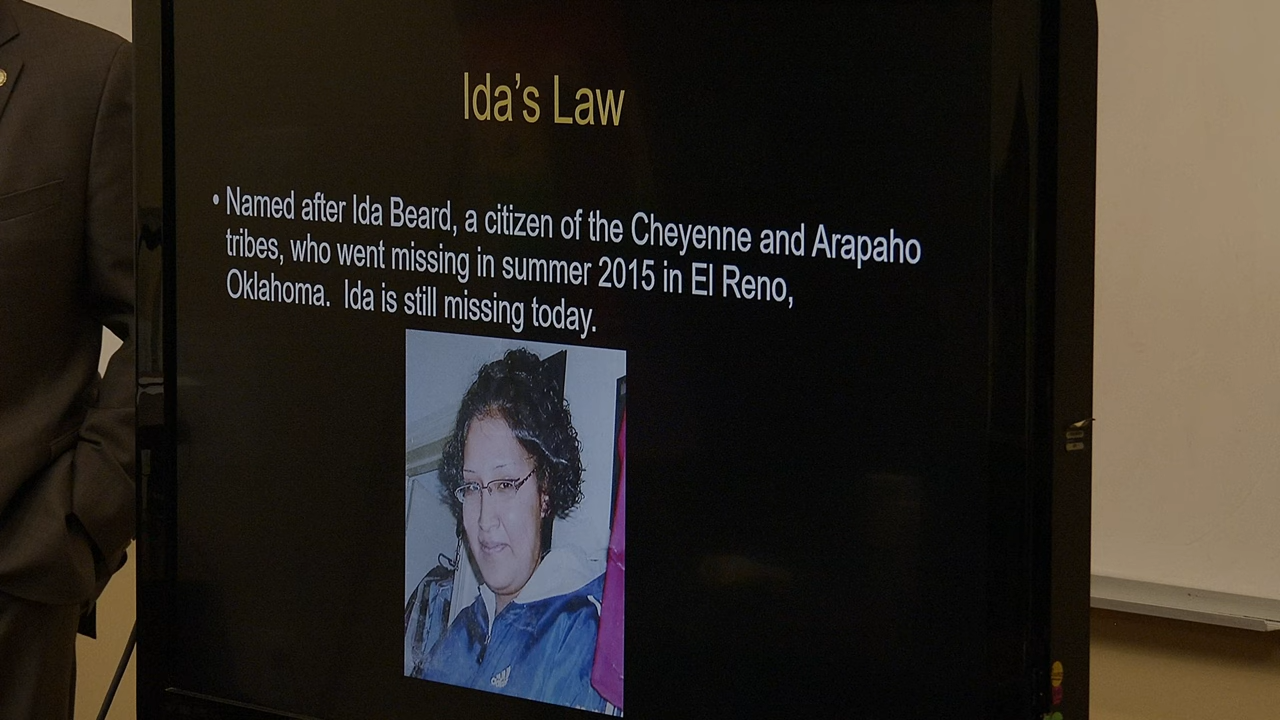 Ida's Law
• Named after Ida Beard, a citizen of the Cheyenne and Arapaho
tribes, who went missing in summer 2015 in El Reno,
Oklahoma. Ida is still missing today.